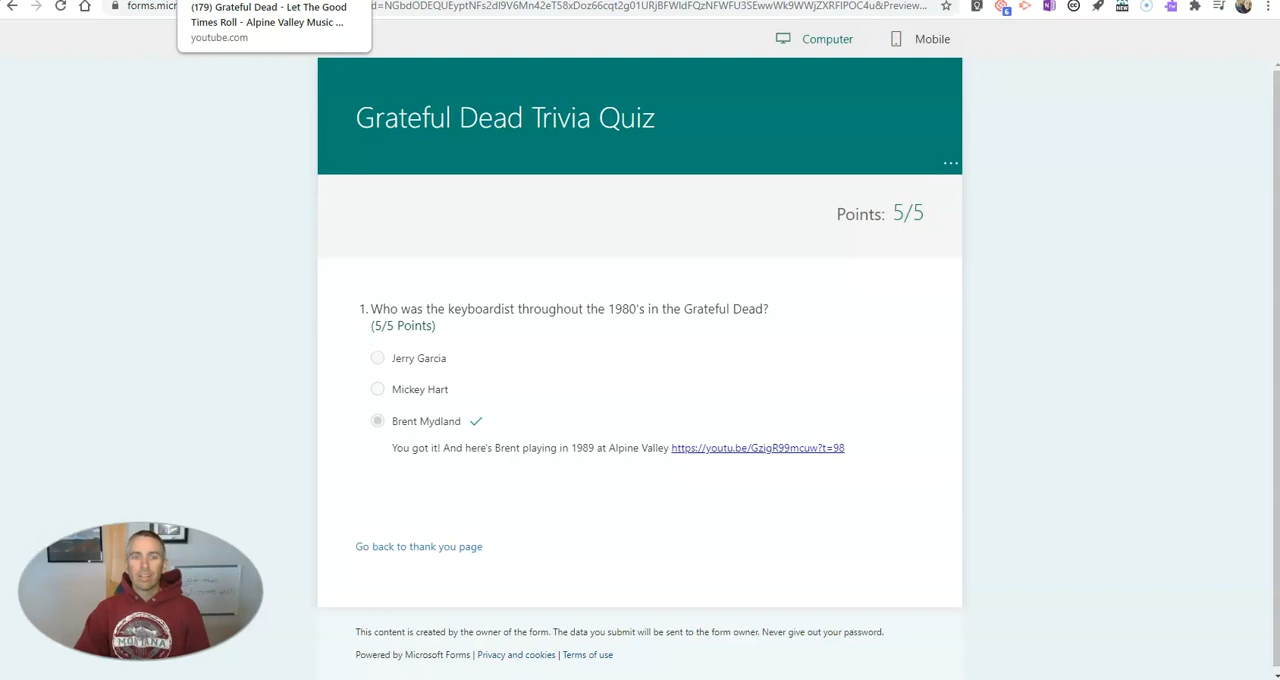 (179) Grateful Dead - Let The Good
Times Roll - Alpine Valley Music ...
youtube.com
forms.micr
d=NGbdODEQUEyptNFs2dl9V6Mn42eT58xDoz66cqt2g01URjBFWldFQzNFWFU3SEwwWk9WWjZXRFlPOC4u&Preview...
Computer
Mobile
Grateful Dead Trivia Quiz
...
Points: 5/5
1. Who was the keyboardist throughout the 1980's in the Grateful Dead?
(5/5 Points)
Jerry Garcia
Mickey Hart
Brent Mydland
You got it! And here's Brent playing in 1989 at Alpine Valley https://youtu.be/GzigR99mcuw?t=98
Go back to thank you page
MONTANA
This content is created by the owner of the form. The data you submit will be sent to the form owner. Never give out your password.
Powered by Microsoft Forms | Privacy and cookies | Terms of use